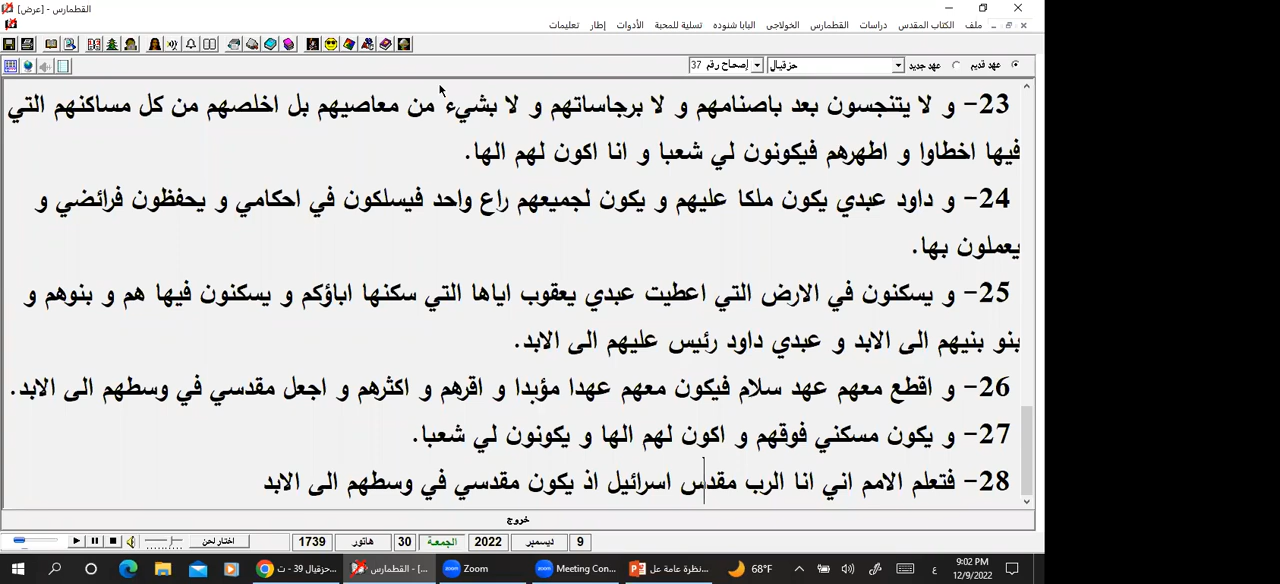 القطمارس - [عرض]
ملف الكتاب المقدس دراسات القطمارس الخولاجي البابا شنوده تسلية للمحبة الأدوات إطار تعليمات
عهد قديم عهد جديد حزقيال إصحاح رقم 37
23- و لا يتنجسون بعد باصنامهم و لا برجاساتهم و لا بشيء من معاصيهم بل اخلصهم من كل مساكنهم التي
فيها اخطاوا و اطهرهم فيكونون لي شعبا و انا اكون لهم الها.
24- و داود عبدي يكون ملكا عليهم و يكون لجميعهم راع واحد فيسلكون في احكامي و يحفظون فرائضي و
يعملون بها.
25- و يسكنون في الارض التي اعطيت عبدي يعقوب اياها التي سكنها اباؤكم و يسكنون فيها هم و بنوهم و
بنو بنيهم الى الابد و عبدي داود رئيس عليهم الى الابد.
26- و اقطع معهم عهد سلام فيكون معهم عهدا مؤبدا و اقرهم و اكثرهم و اجعل مقدسي في وسطهم الى الابد.
27- و يكون مسكني فوقهم و اكون لهم الها و يكونون لي شعبا.
28- فتعلم الامم اني انا الرب مقدس اسرائيل اذ يكون مقدسي في وسطهم الى الابد
خروج
9 ديسمبر 2022 الجمعة 30 هاتور 1739 اختار لحن
حزقيال 39 - ت... القطمارس - [... Zoom Meeting Con... نظرة عامة عل... 68°F ع 9:02 PM
12/9/2022